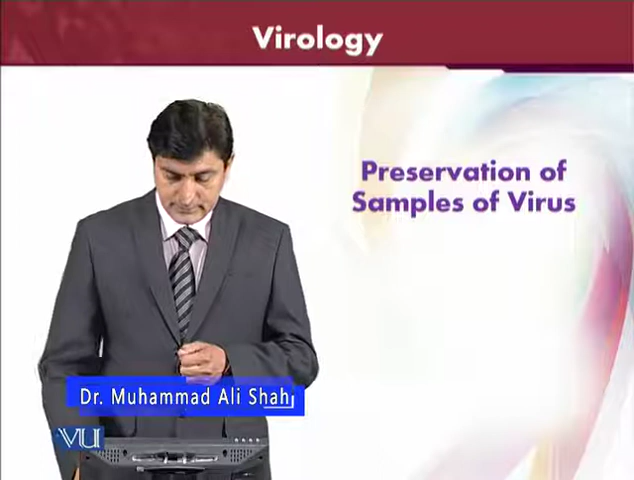 Virology
Preservation of
Samples of Virus
Dr. Muhammad Ali Shah
VU